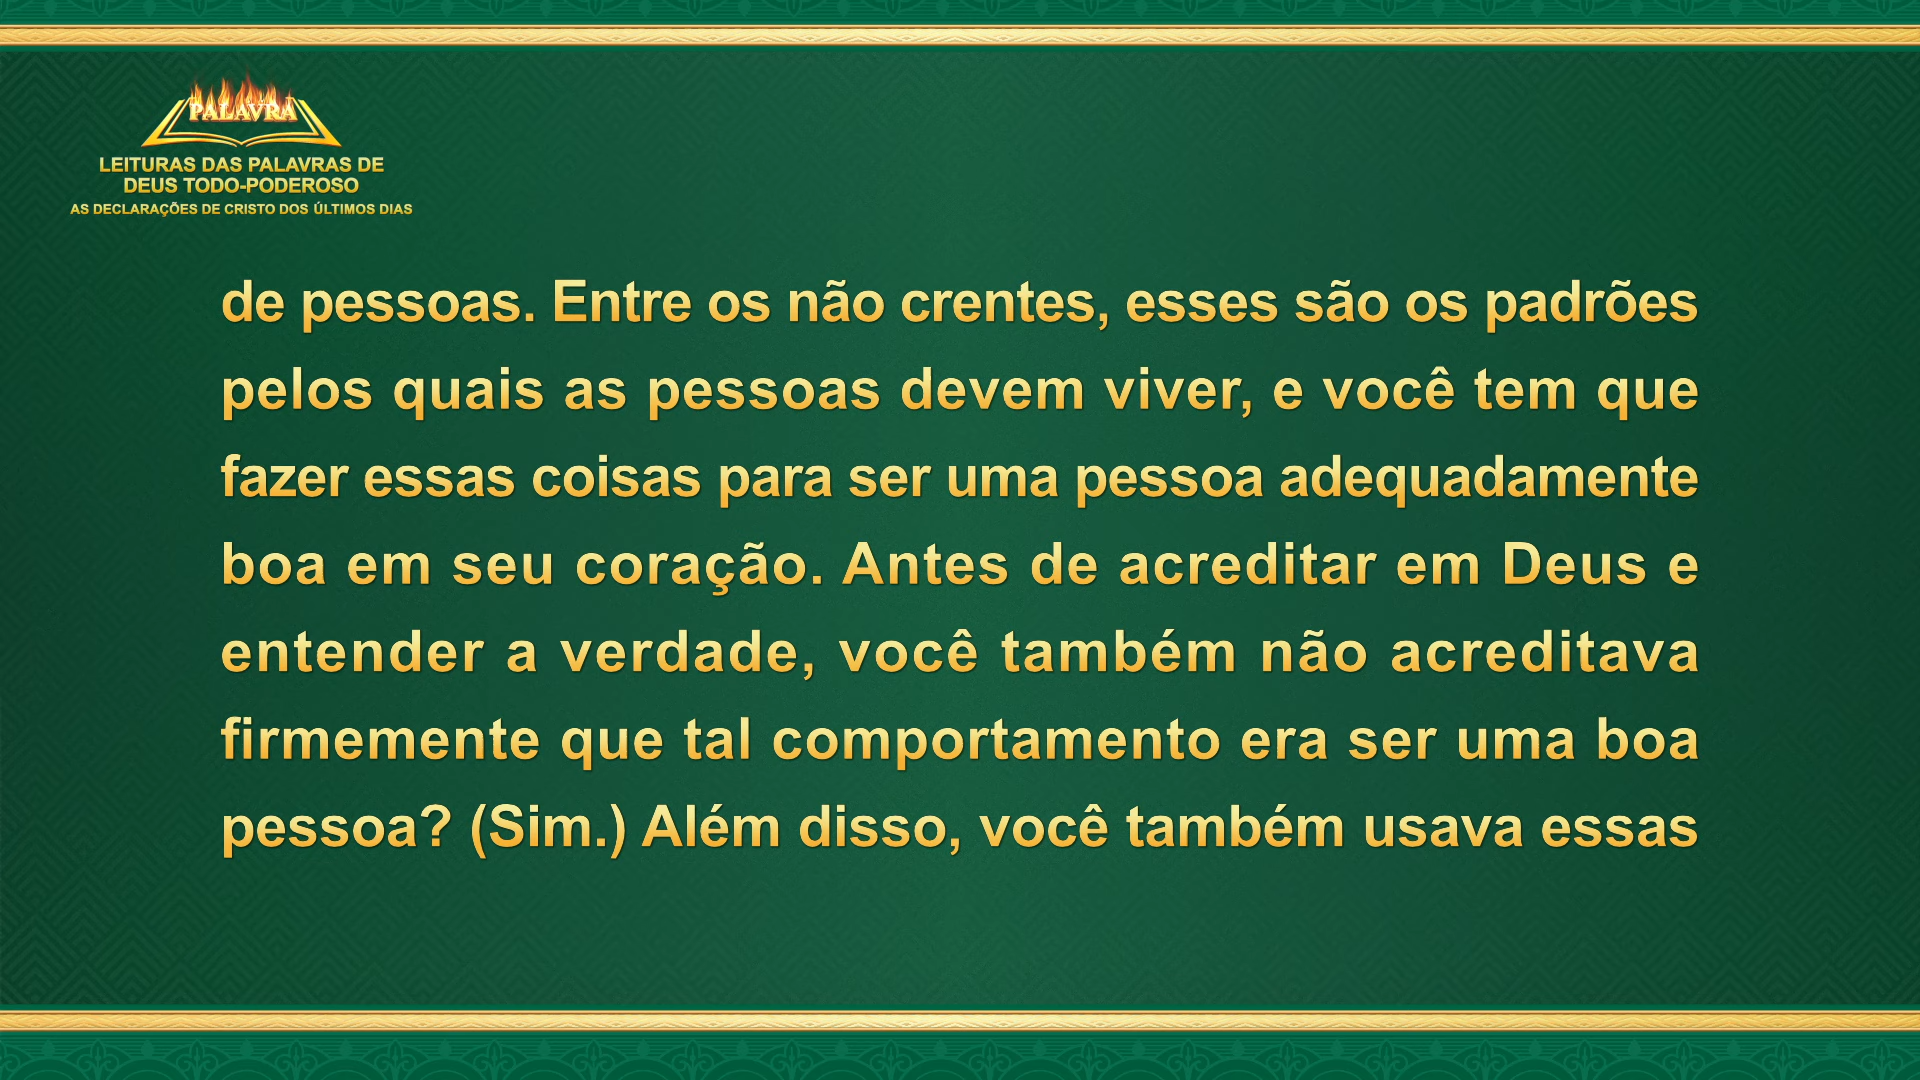 PALAVRA
LEITURAS DAS PALAVRAS DE
DEUS TODO-PODEROSO
AS DECLARAÇÕES DE CRISTO DOS ÚLTIMOS DIAS
de pessoas. Entre os não crentes, esses são os padrões
pelos quais as pessoas devem viver, e você tem que
fazer essas coisas para ser uma pessoa adequadamente
boa em seu coração. Antes de acreditar em Deus e
entender a verdade, você também não acreditava
firmemente que tal comportamento era ser uma boa
pessoa? (Sim.) Além disso, você também usava essas